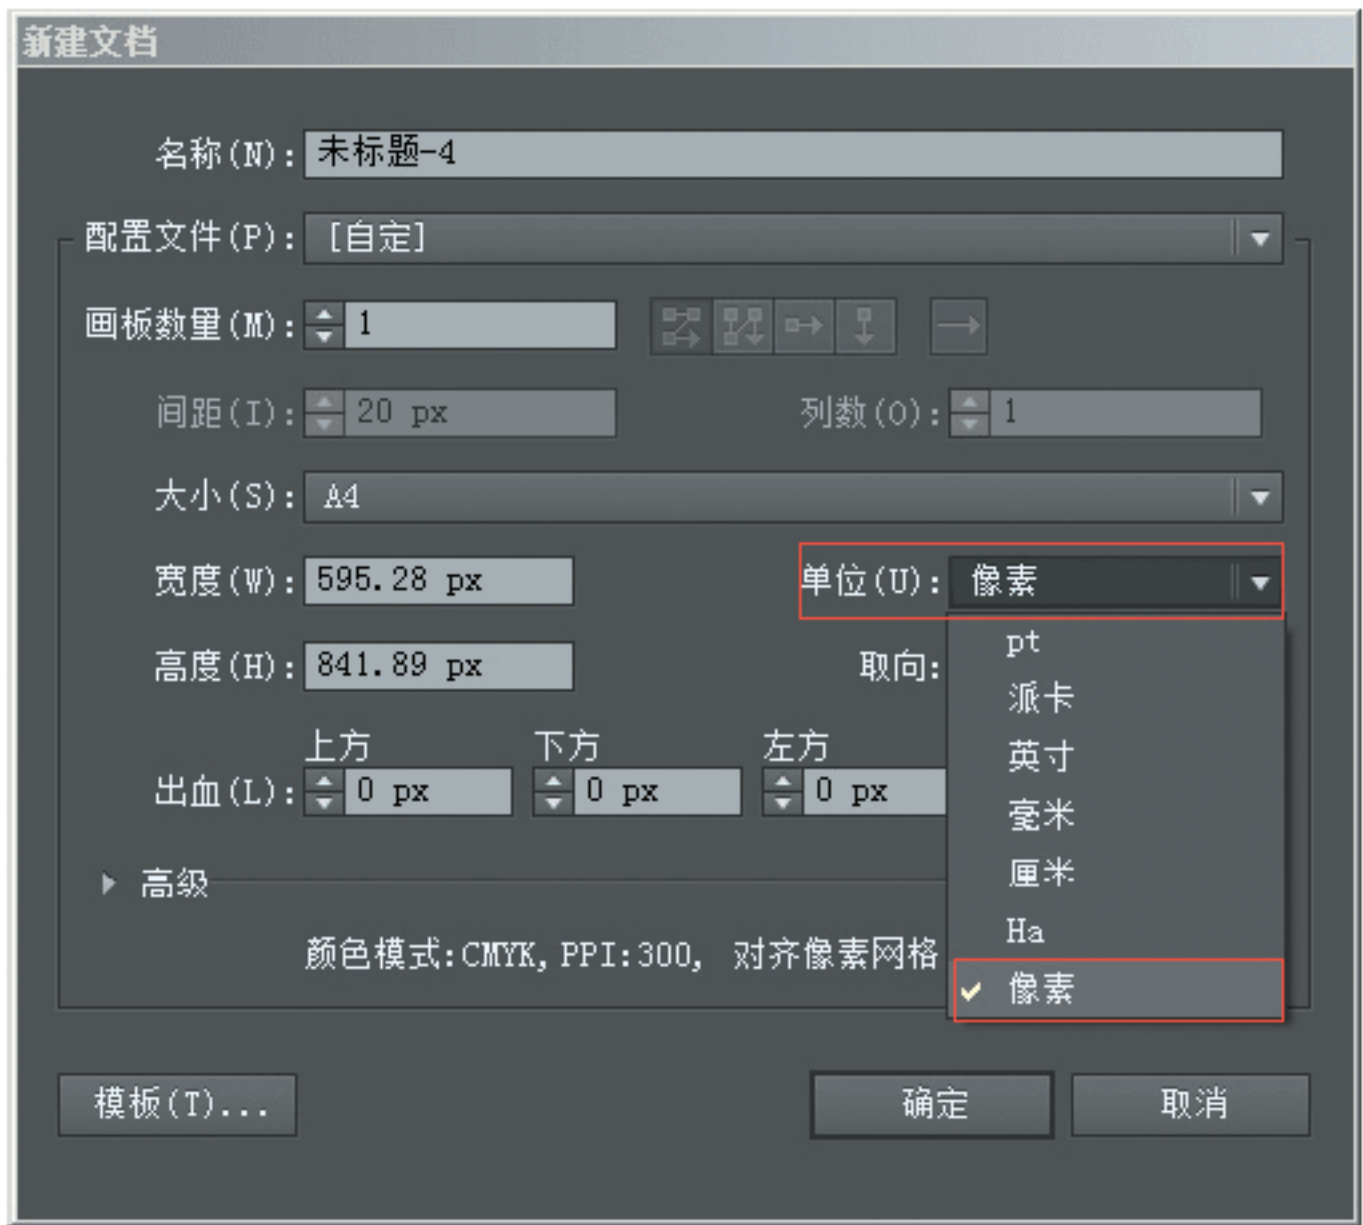 新建文档
名称(N): 未标题-4
配置文件(P): [自定]
画板数量(M): 1
间距(I): 20 px 列数(O): 1
大小(S): A4
宽度(W): 595.28 px 单位(U): 像素
pt
高度(H): 841.89 px 取向:
派卡
上方 下方 左方
英寸
出血(L): 0 px 0 px 0 px
毫米
厘米
高级
Ha
颜色模式:CMYK, PPI:300, 对齐像素网格
像素
模板(T)... 确定 取消